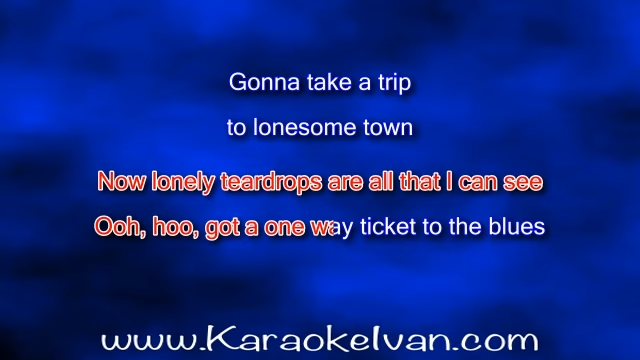 Gonna take a trip
to lonesome town
Now lonely teardrops are all that I can see
Ooh, hoo, got a one way ticket to the blues
www.KaraokeIvan.com